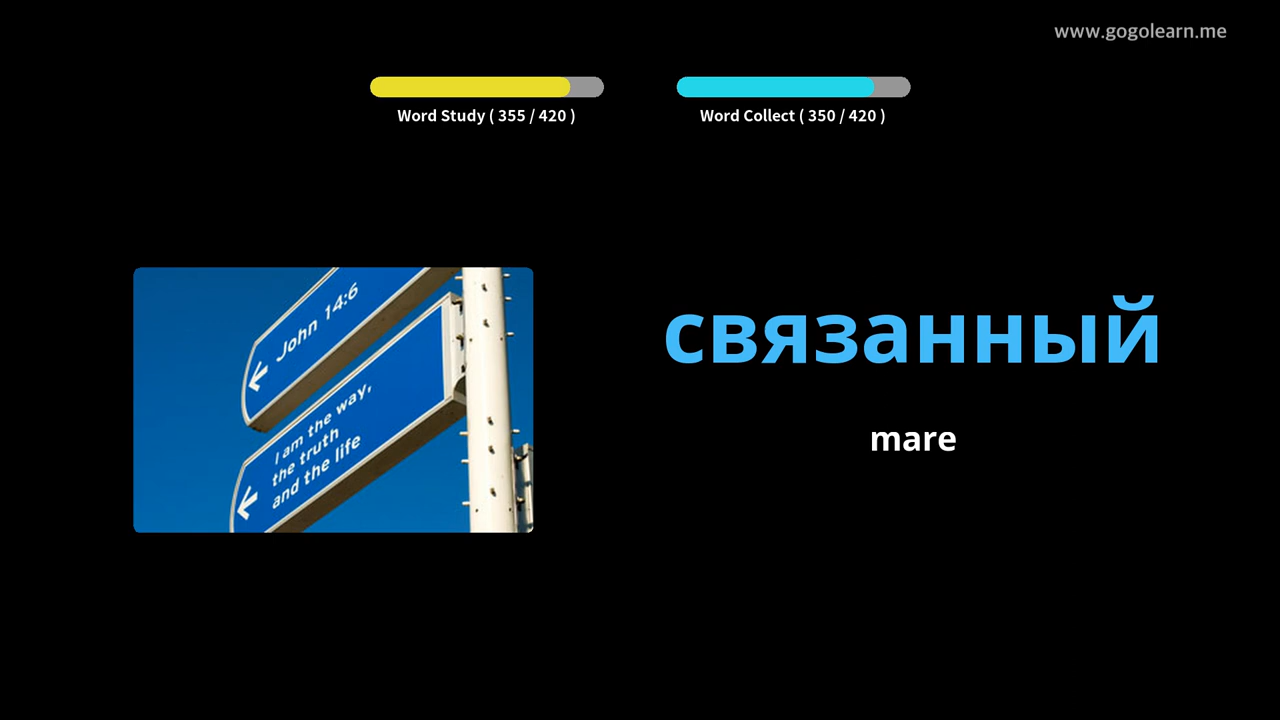 www.gogolearn.me
Word Study ( 355 / 420 )
Word Collect ( 350 / 420 )
John 14:6
I am the way,
the truth
and the life
связанный
mare